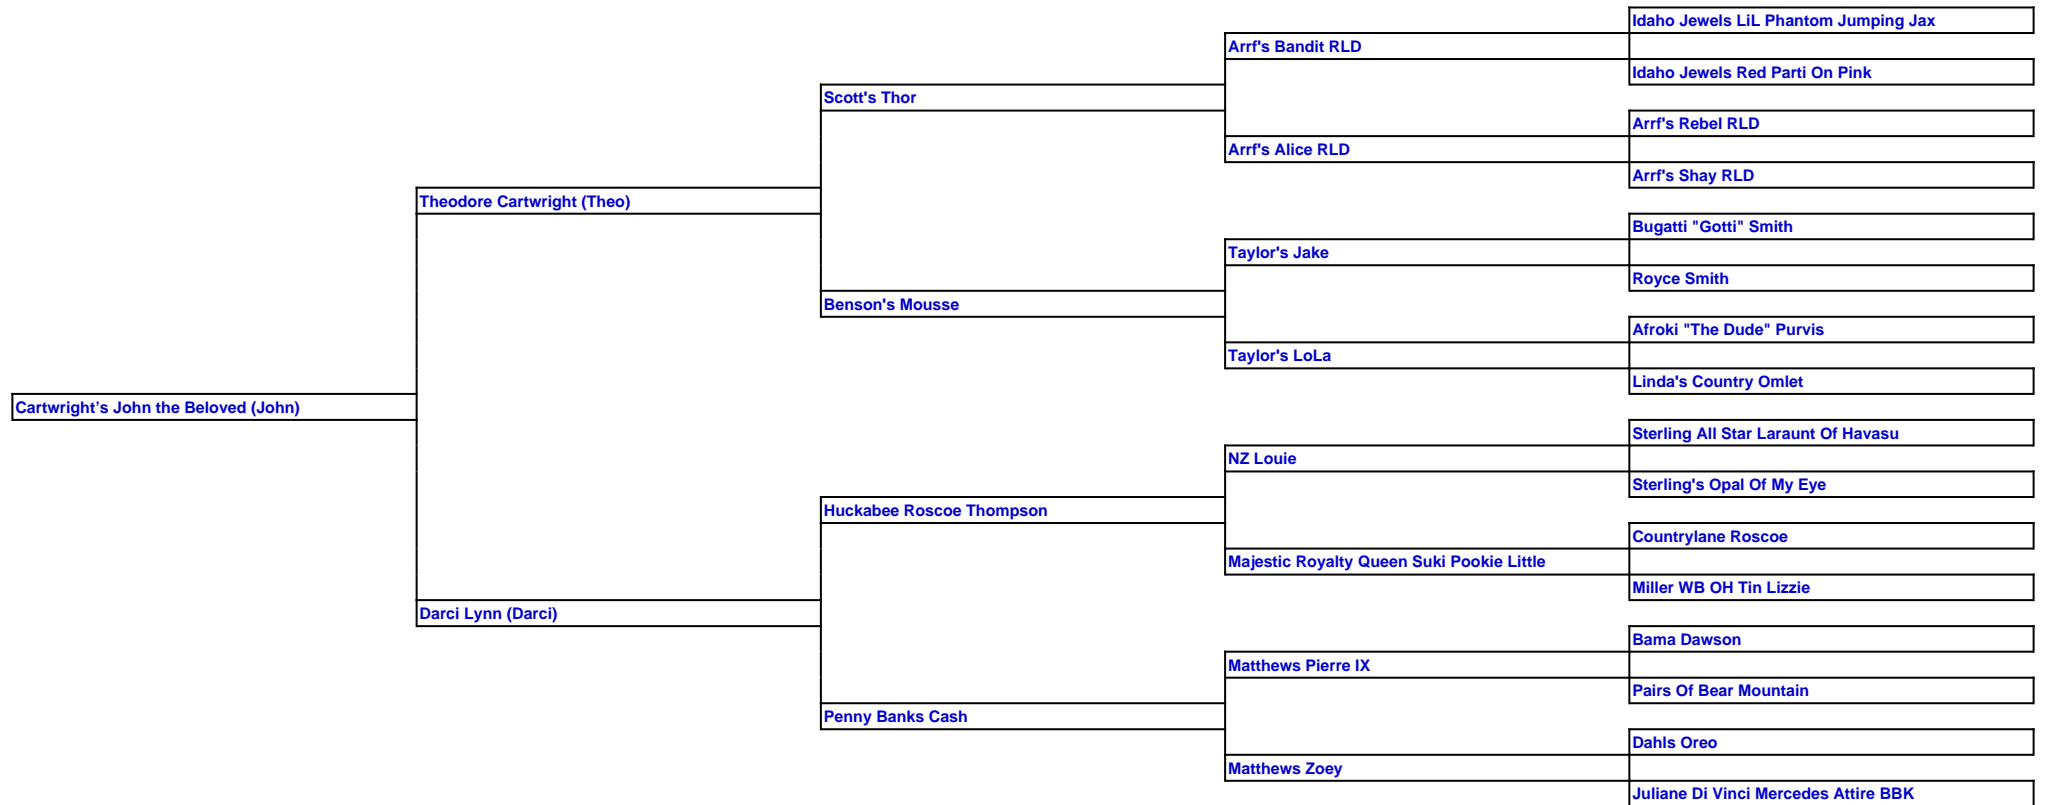 Idaho Jewels LiL Phantom Jumping Jax
Arrf's Bandit RLD
Idaho Jewels Red Parti On Pink
Scott's Thor
Arrf's Rebel RLD
Arrf's Alice RLD
Arrf's Shay RLD
Theodore Cartwright (Theo)
Bugatti "Gotti" Smith
Taylor's Jake
Royce Smith
Benson's Mousse
Afroki "The Dude" Purvis
Taylor's LoLa
Linda's Country Omlet
Cartwright’s John the Beloved (John)
Sterling All Star Laraunt Of Havasu
NZ Louie
Sterling's Opal Of My Eye
Huckabee Roscoe Thompson
Countrylane Roscoe
Majestic Royalty Queen Suki Pookie Little
Miller WB OH Tin Lizzie
Darci Lynn (Darci)
Bama Dawson
Matthews Pierre IX
Pairs Of Bear Mountain
Penny Banks Cash
Dahls Oreo
Matthews Zoey
Juliane Di Vinci Mercedes Attire BBK